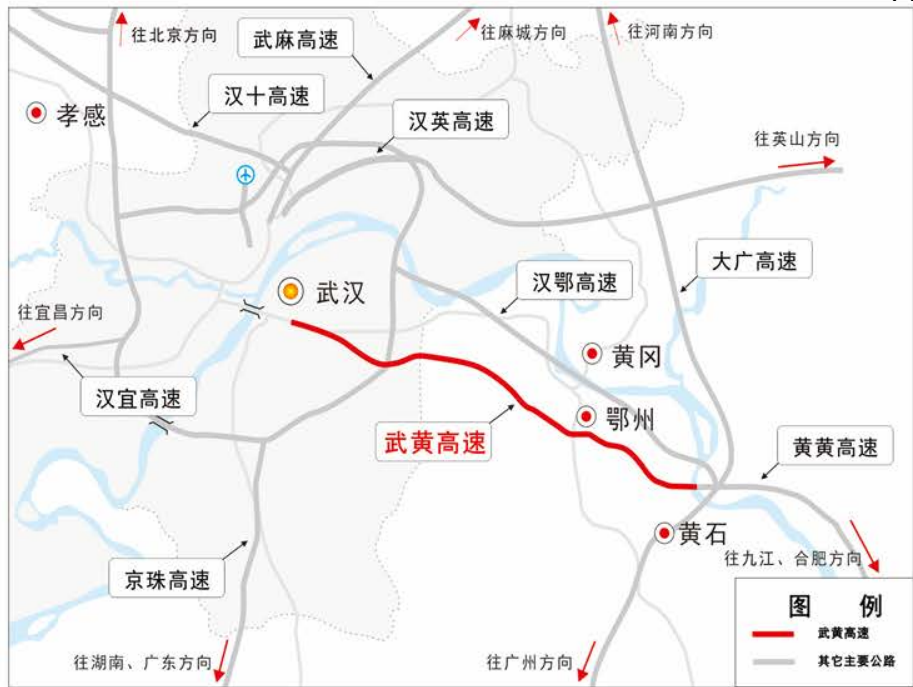 往北京方向
武麻高速
往麻城方向
往河南方向
汉十高速
孝感
汉英高速
往英山方向
大广高速
汉鄂高速
武汉
往宜昌方向
黄冈
汉宜高速
鄂州
武黄高速
黄黄高速
黄石
往九江、合肥方向
京珠高速
图 例
武黄高速
其它主要公路
往湖南、广东方向
往广州方向